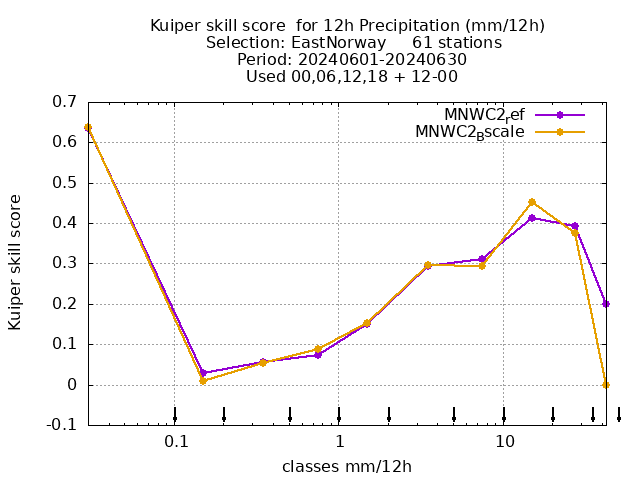 Kuiper skill score  for 12h Precipitation (mm/12h)
Selection: EastNorway     61 stations
Period: 20240601-20240630
Used 00,06,12,18 + 12-00
MNWC2ref
MNWC2Bscale
0.7
0.6
0.5
0.4
0.3
0.2
0.1
0
-0.1
Kuiper skill score
0.1 1 10
classes mm/12h